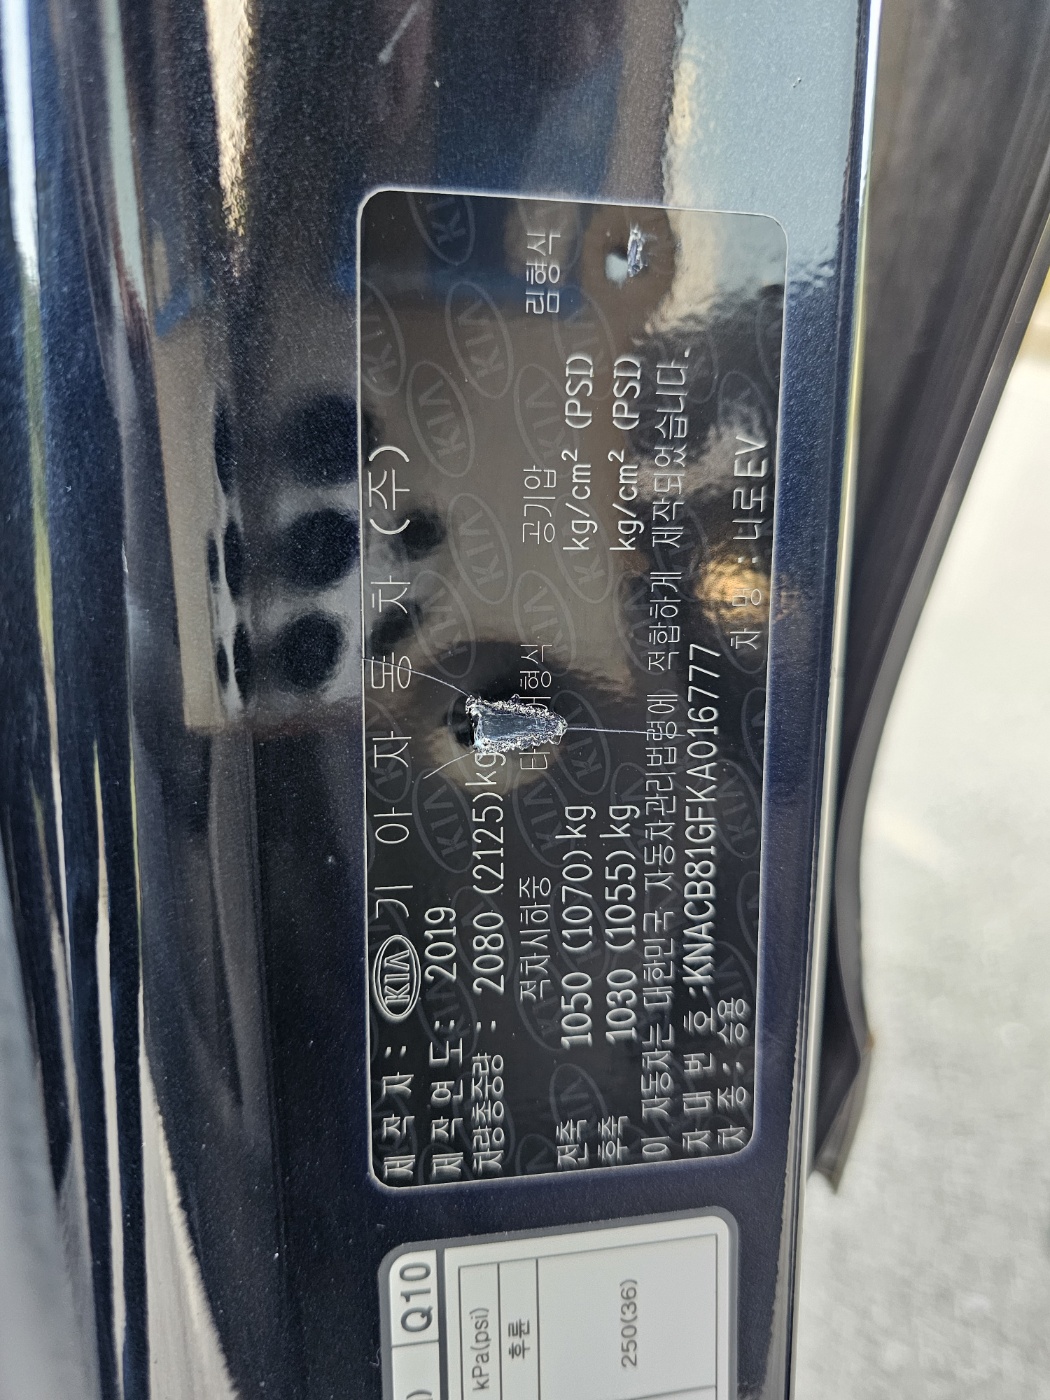 제 작 자 : KIA 기 아 자 동 차 (주)
제 작 연 도 : 2019
차량총중량 : 2080 (2125)kg
적차시하중 공기압 림형식
전축 1050 (1070)kg kg/cm² (PSI)
후축 1030 (1055)kg kg/cm² (PSI)
이 자동차는 대한민국 자동차관리법령에 적합하게 제작되었습니다.
차 대 번 호 :KNACB81GFKA016777
차 종 : 승용 차 명 : 니로EV
Q10
kPa(psi)
후륜
250(36)